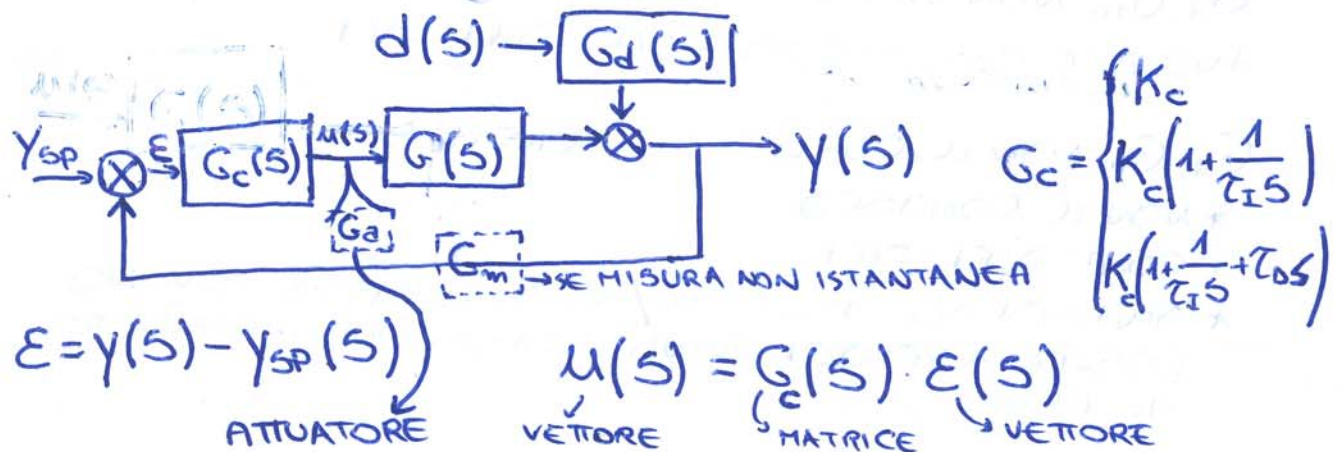 d(s) → Gd(s)
Ysp ε Gc(s) u(s) G(s) y(s)
Ga
Gm → SE MISURA NON ISTANTANEA
Gc = { Kc
Kc(1+1/τI s)
Kc(1+1/τI s+τD s)
ε = y(s) - ysp(s)
u(s) = Gc(s) · ε(s)
ATTUATORE VETTORE MATRICE VETTORE